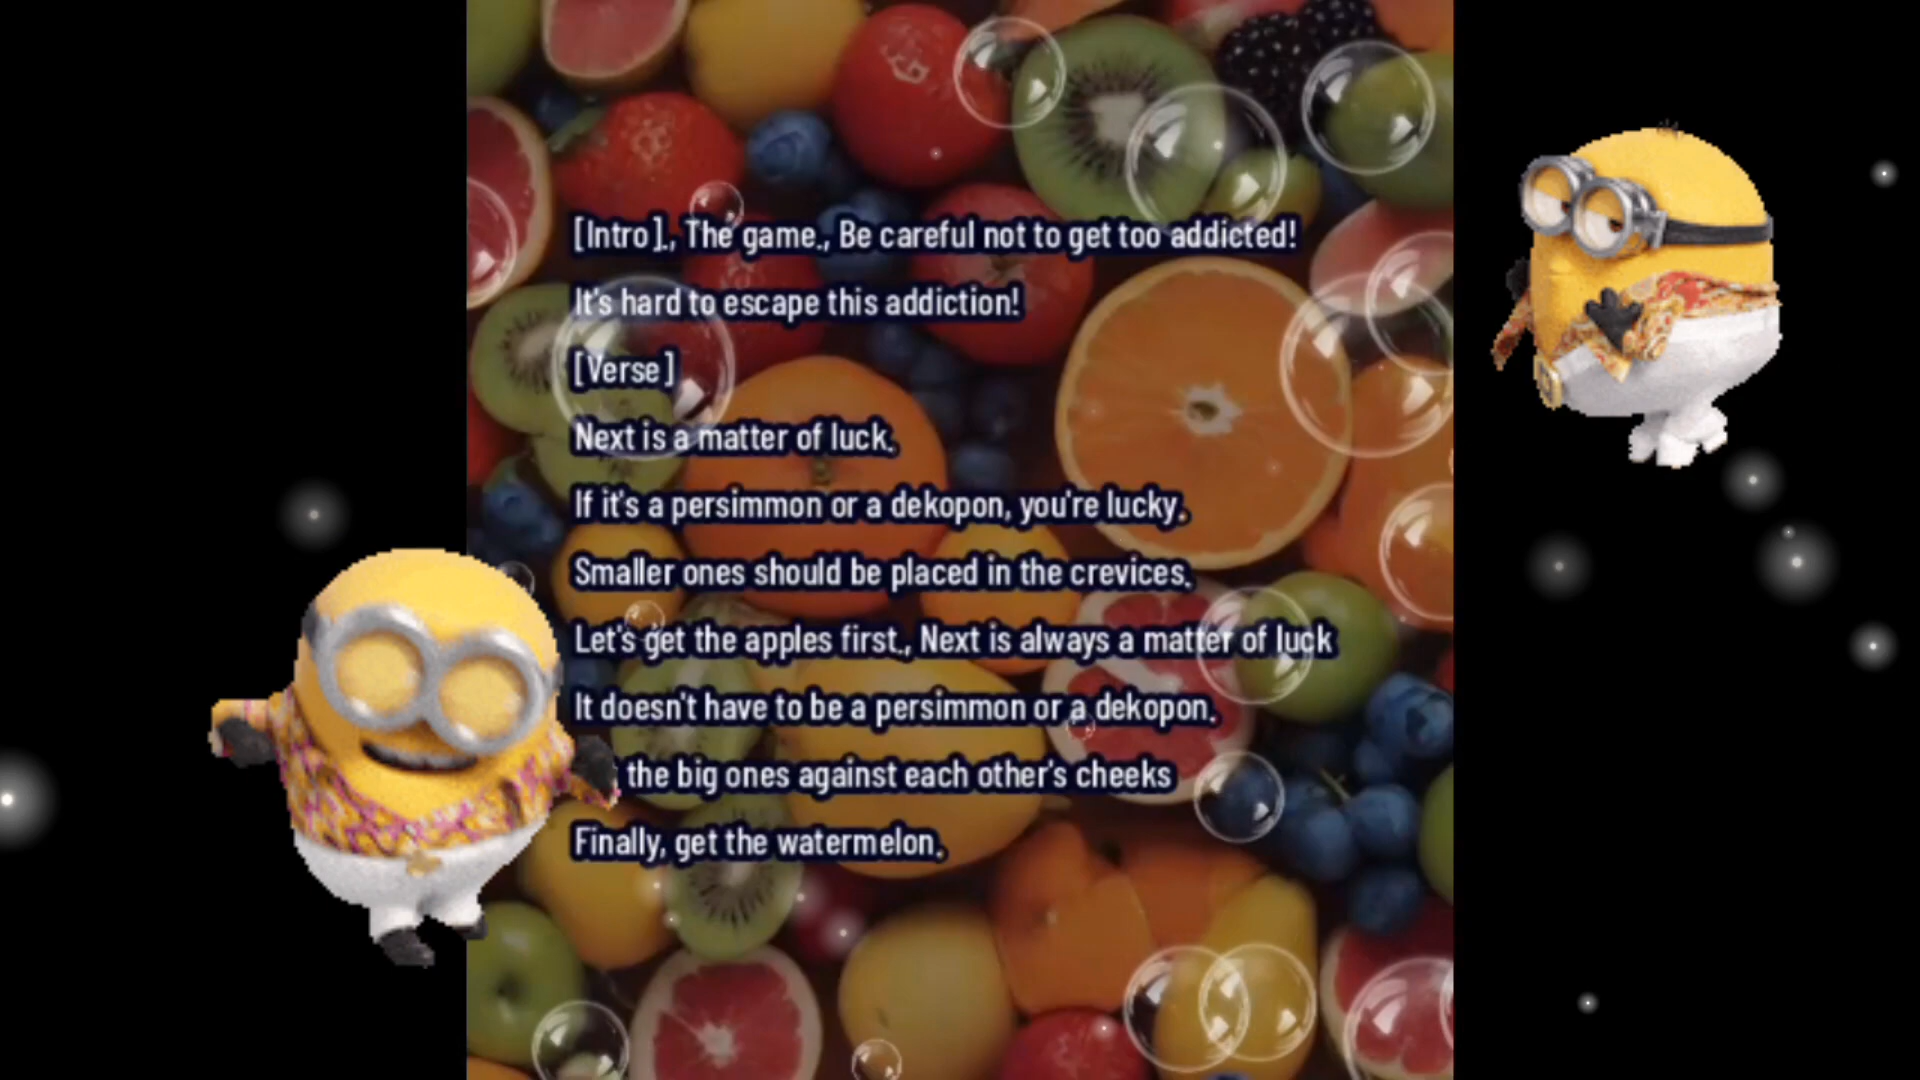 [Intro]., The game., Be careful not to get too addicted!
It's hard to escape this addiction!
[Verse]
Next is a matter of luck.
If it's a persimmon or a dekopon, you're lucky.
Smaller ones should be placed in the crevices.
Let's get the apples first., Next is always a matter of luck
It doesn't have to be a persimmon or a dekopon.
the big ones against each other's cheeks
Finally, get the watermelon.